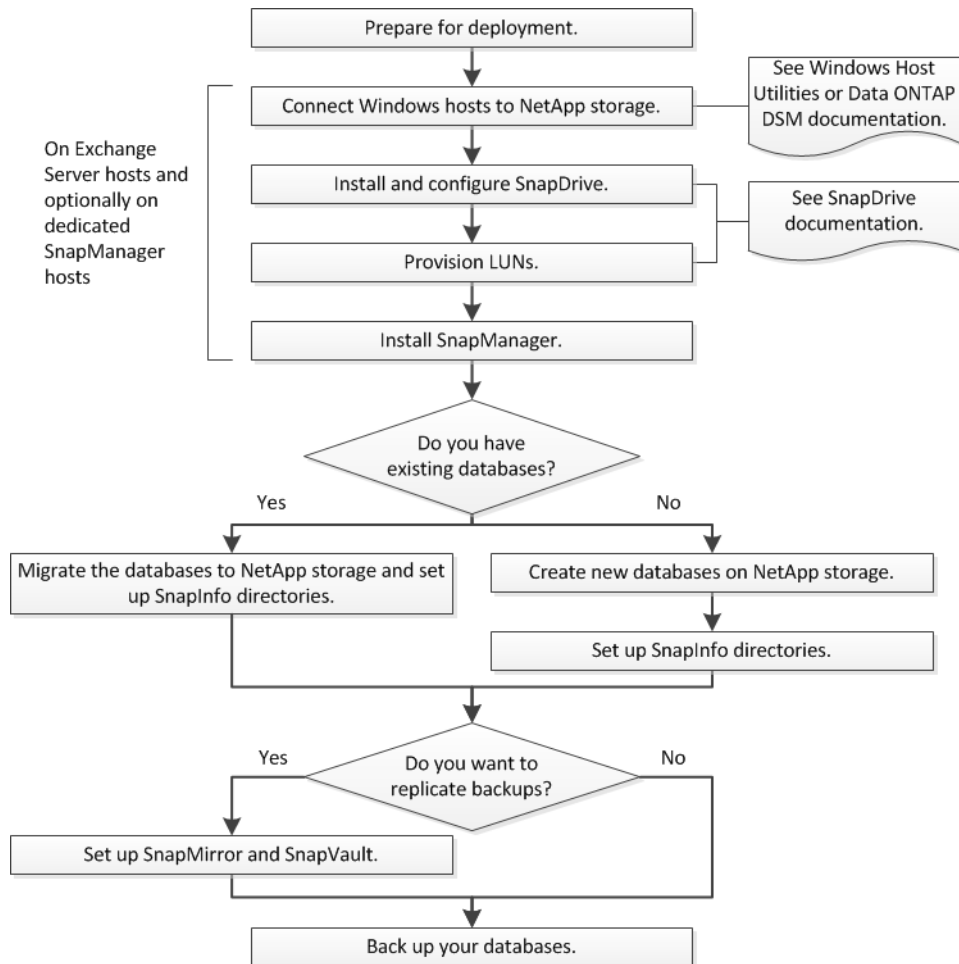 Prepare for deployment.
See Windows Host
Utilities or Data ONTAP
DSM documentation.
Connect Windows hosts to NetApp storage.
On Exchange
Server hosts and
optionally on
dedicated
SnapManager
hosts
Install and configure SnapDrive.
See SnapDrive
documentation.
Provision LUNs.
Install SnapManager.
Do you have
existing databases?
Yes
No
Migrate the databases to NetApp storage and set
up SnapInfo directories.
Create new databases on NetApp storage.
Set up SnapInfo directories.
Do you want to
replicate backups?
Yes
No
Set up SnapMirror and SnapVault.
Back up your databases.